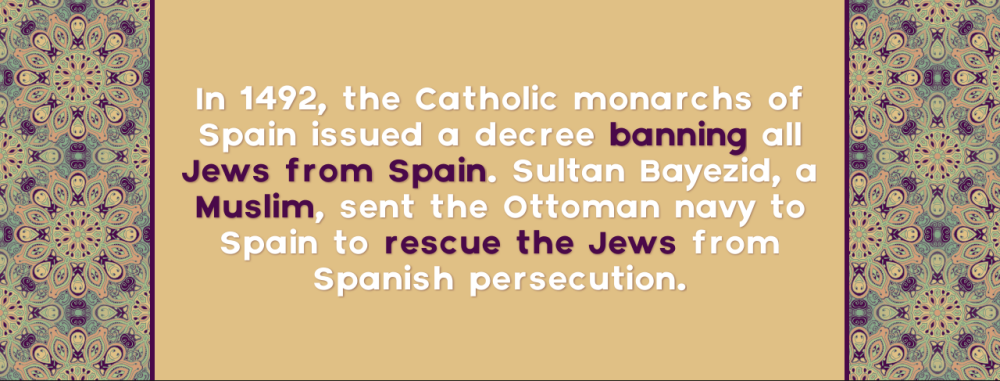 In 1492, the Catholic monarchs of
Spain issued a decree banning all
Jews from Spain. Sultan Bayezid, a
Muslim, sent the Ottoman navy to
Spain to rescue the Jews from
Spanish persecution.